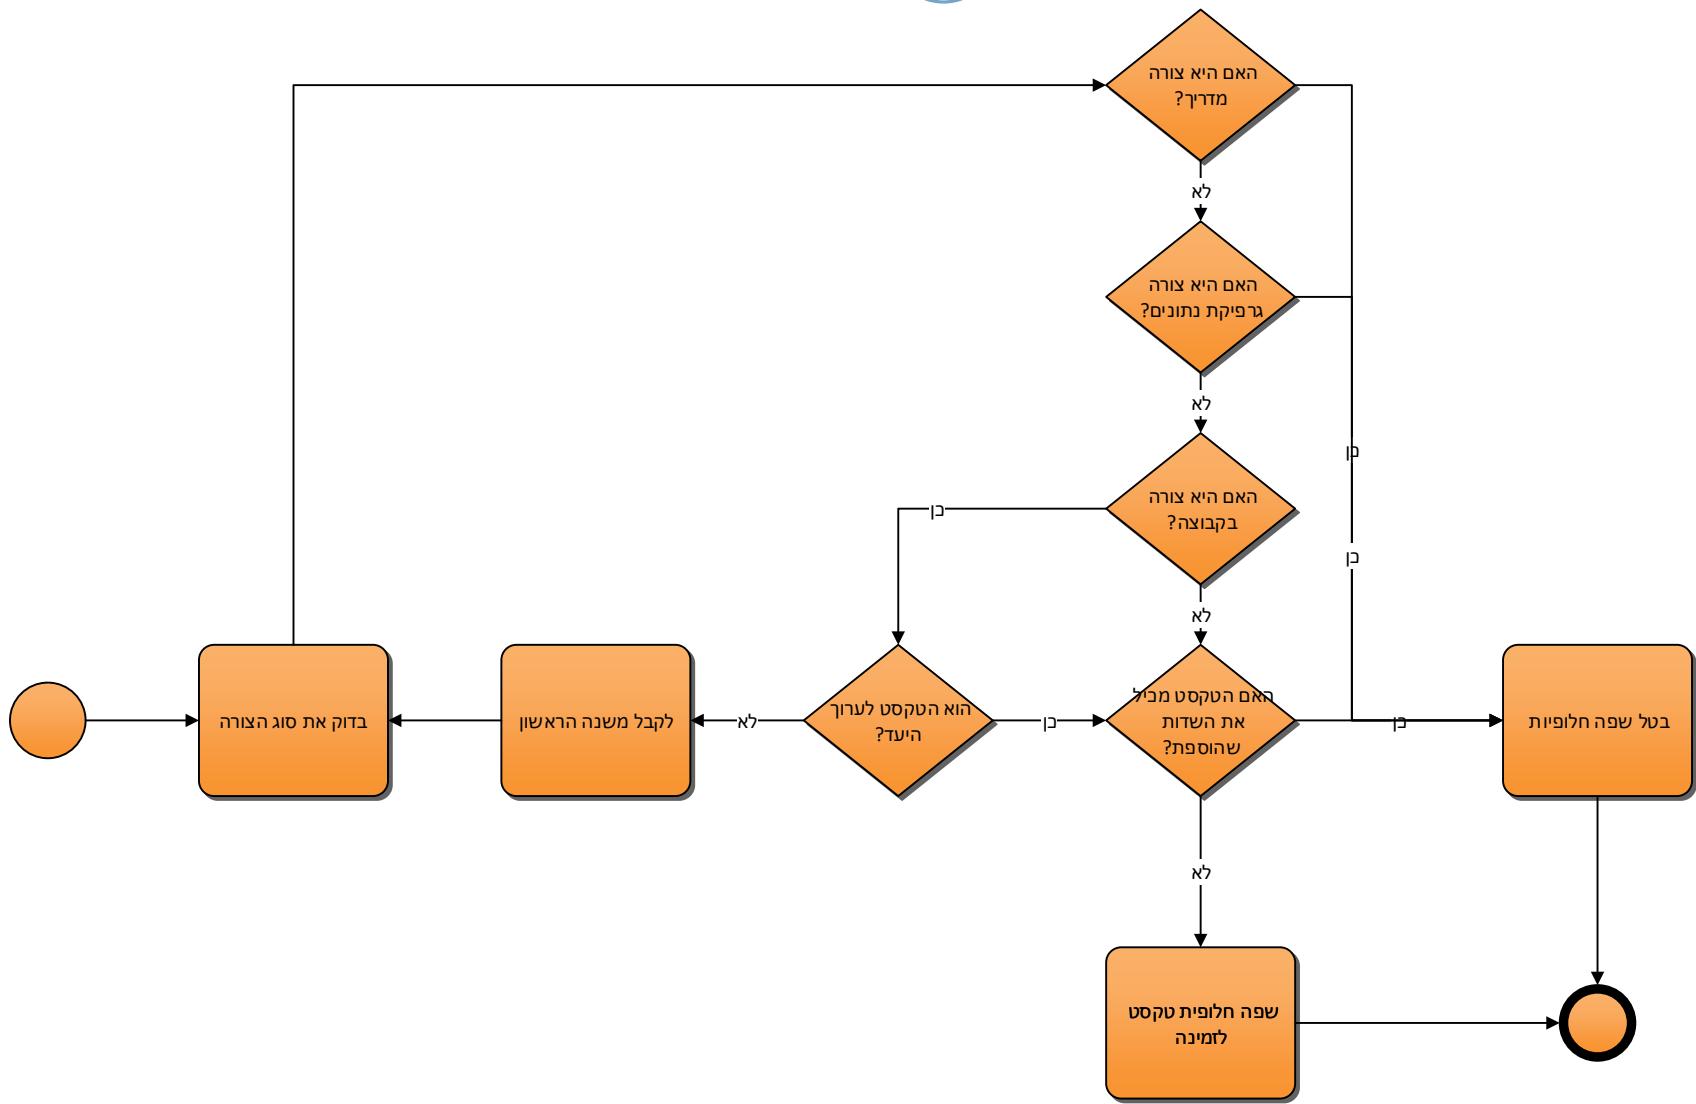 האם היא צורה
מדריך?
לא
האם היא צורה
גרפיקת נתונים?
לא
כן
האם היא צורה
בקבוצה?
כן
כן
לא
האם הטקסט מביל
את השדות
שהוספת?
הוא הטקסט לערוך
היעד?
לקבל משנה הראשון
בדוק את סוג הצורה
בטל שפה חלופיות
כן
כן
לא
לא
שפה חלופית טקסט
לזמינה